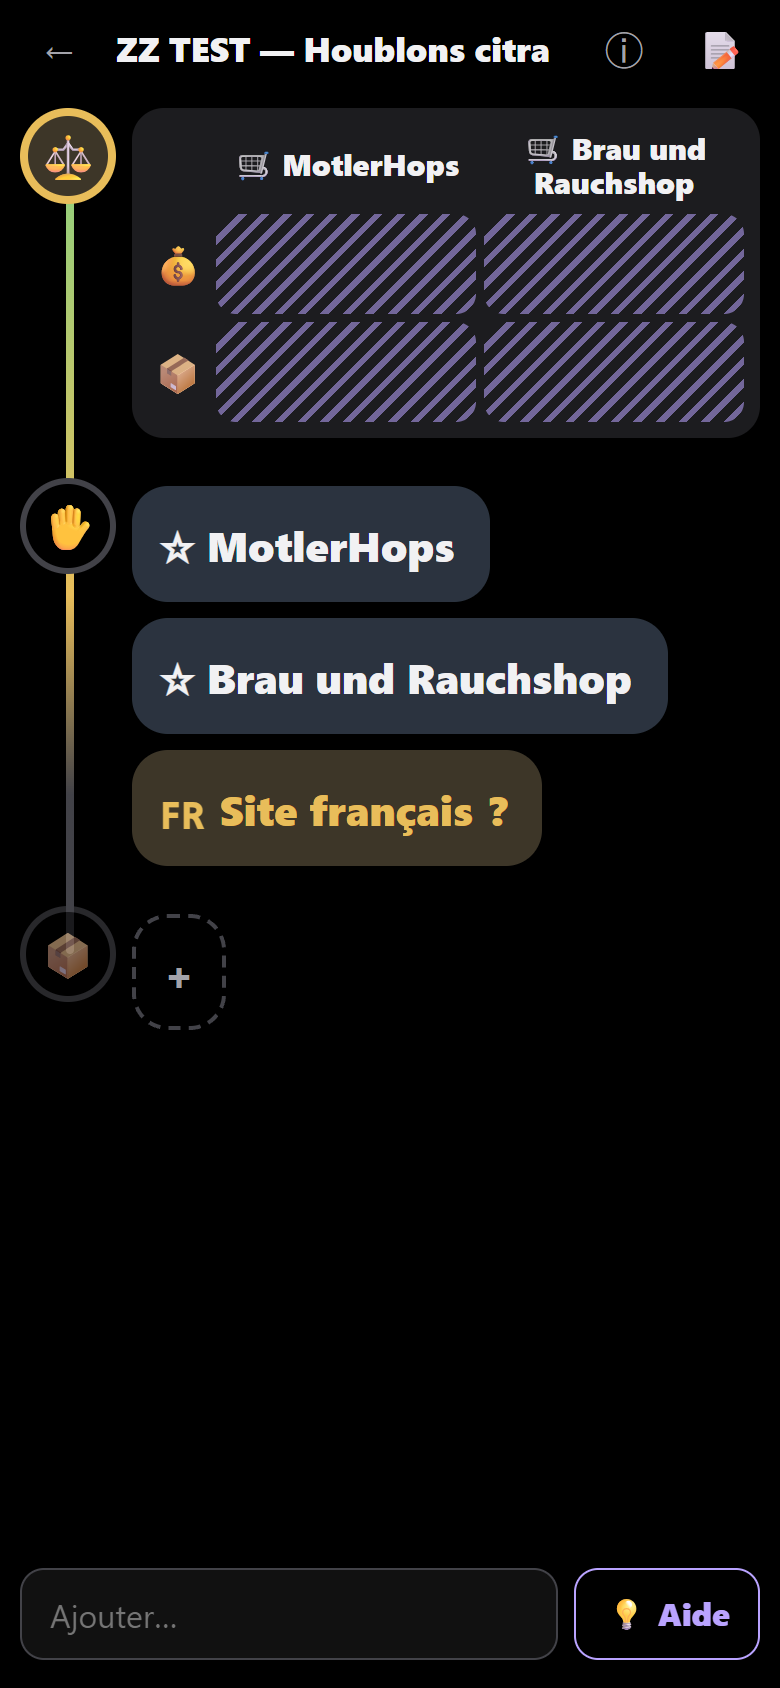 ZZ TEST — Houblons citra
MotlerHops
Brau und
Rauchshop
☆ MotlerHops
☆ Brau und Rauchshop
FR Site français ?
+
Ajouter...
Aide